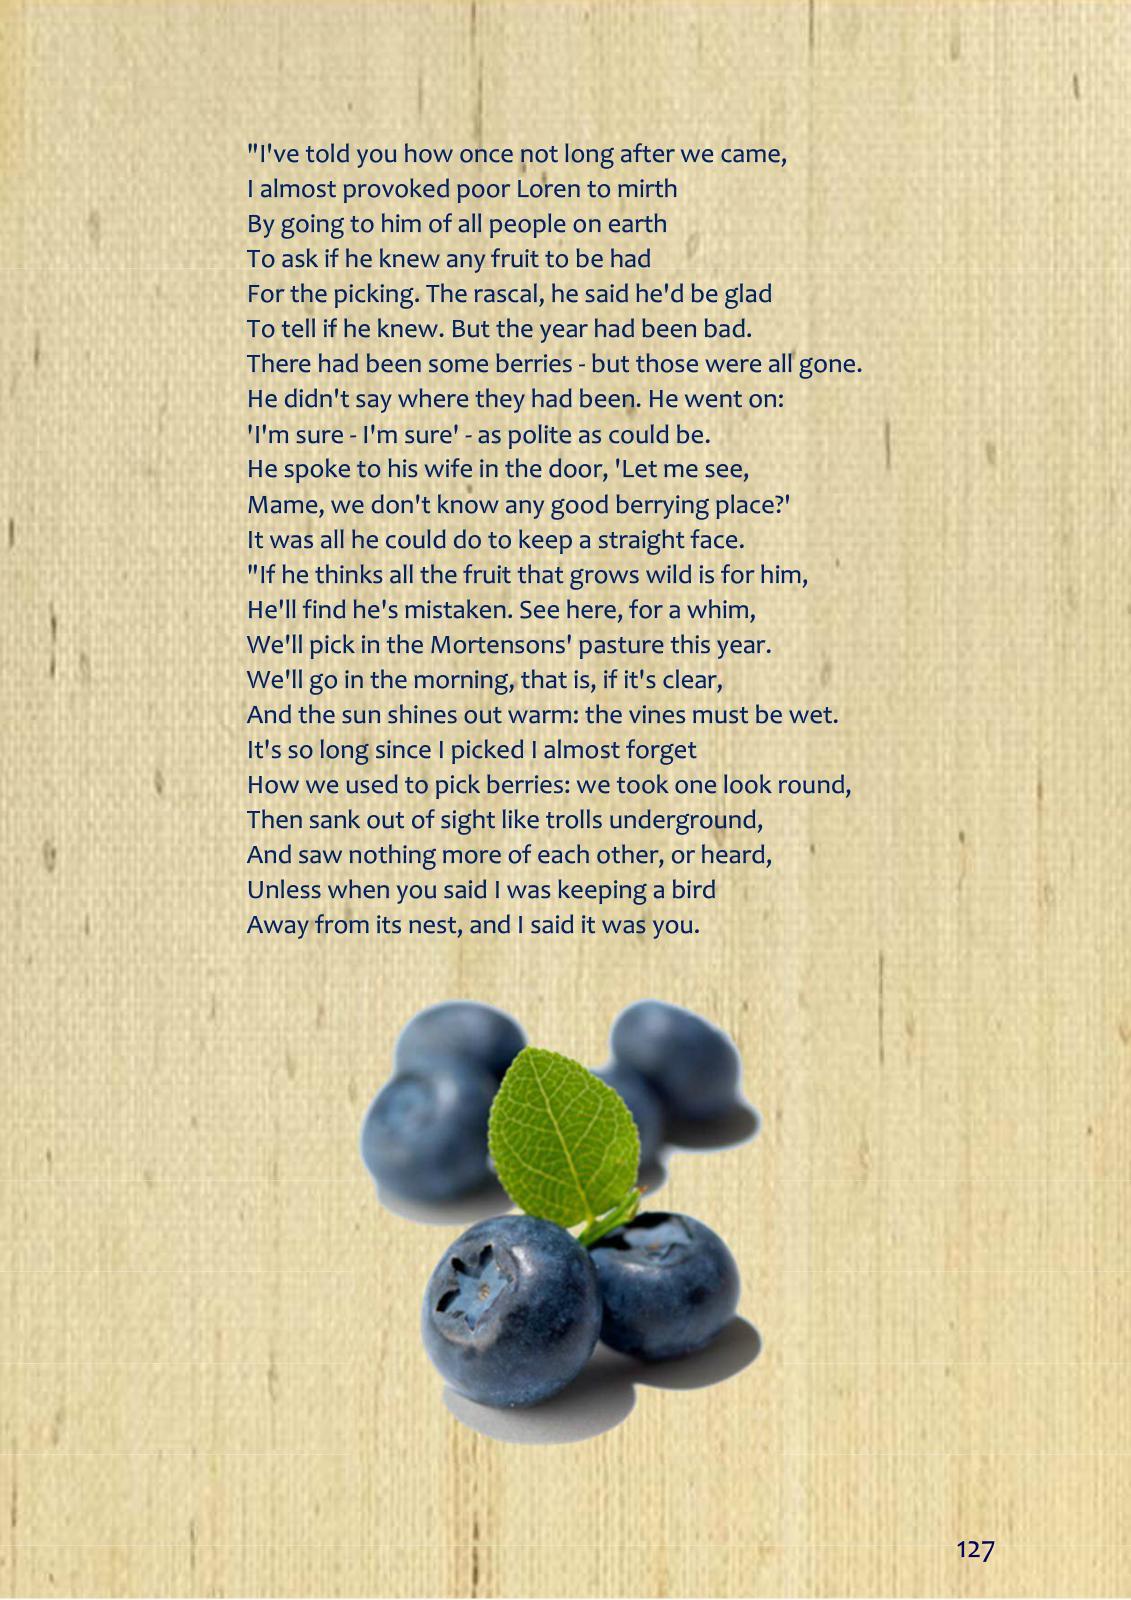 "I've told you how once not long after we came,
I almost provoked poor Loren to mirth
By going to him of all people on earth
To ask if he knew any fruit to be had
For the picking. The rascal, he said he'd be glad
To tell if he knew. But the year had been bad.
There had been some berries - but those were all gone.
He didn't say where they had been. He went on:
'I'm sure - I'm sure' - as polite as could be.
He spoke to his wife in the door, 'Let me see,
Mame, we don't know any good berrying place?'
It was all he could do to keep a straight face.
"If he thinks all the fruit that grows wild is for him,
He'll find he's mistaken. See here, for a whim,
We'll pick in the Mortensons' pasture this year.
We'll go in the morning, that is, if it's clear,
And the sun shines out warm: the vines must be wet.
It's so long since I picked I almost forget
How we used to pick berries: we took one look round,
Then sank out of sight like trolls underground,
And saw nothing more of each other, or heard,
Unless when you said I was keeping a bird
Away from its nest, and I said it was you.
127